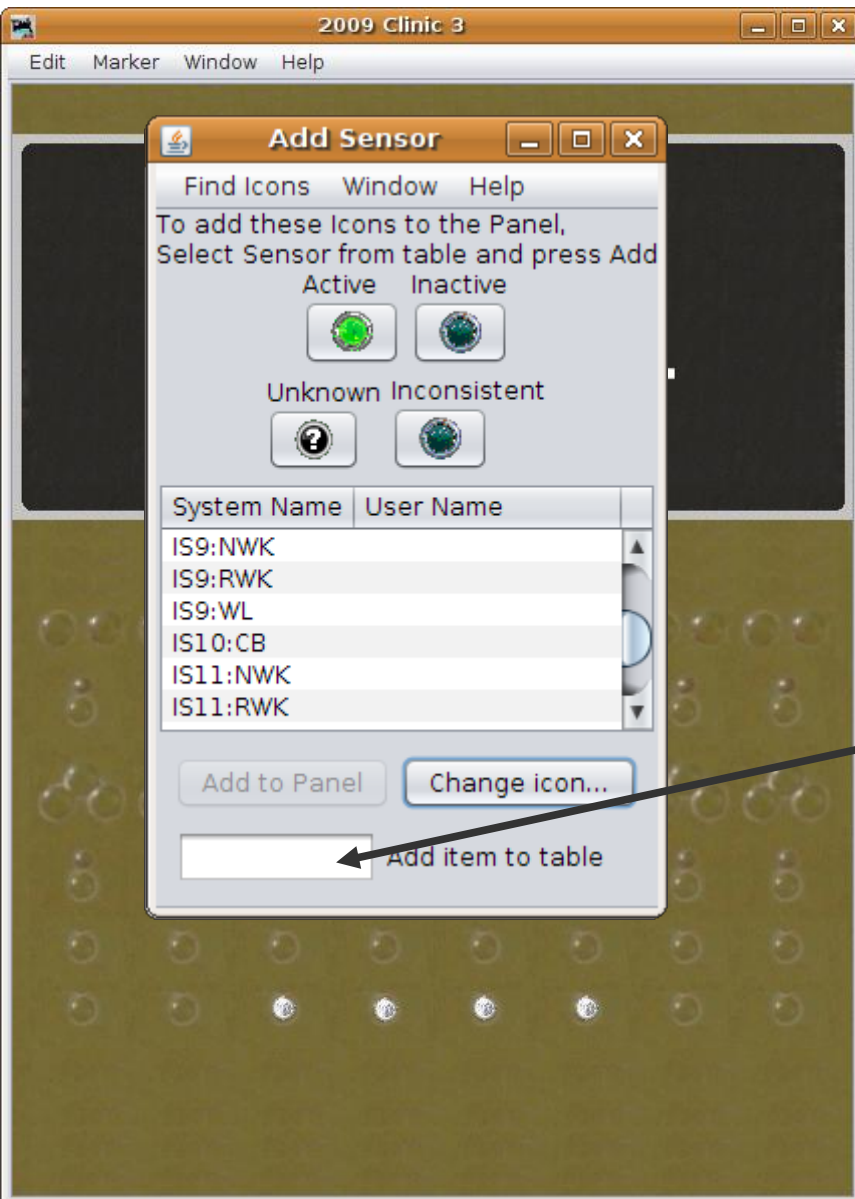 2009 Clinic 3
Edit Marker Window Help
Add Sensor
Find Icons Window Help
To add these Icons to the Panel,
Select Sensor from table and press Add
Active Inactive
Unknown Inconsistent
?
System Name User Name
IS9:NWK
IS9:RWK
IS9:WL
IS10:CB
IS11:NWK
IS11:RWK
Add to Panel Change icon...
Add item to table